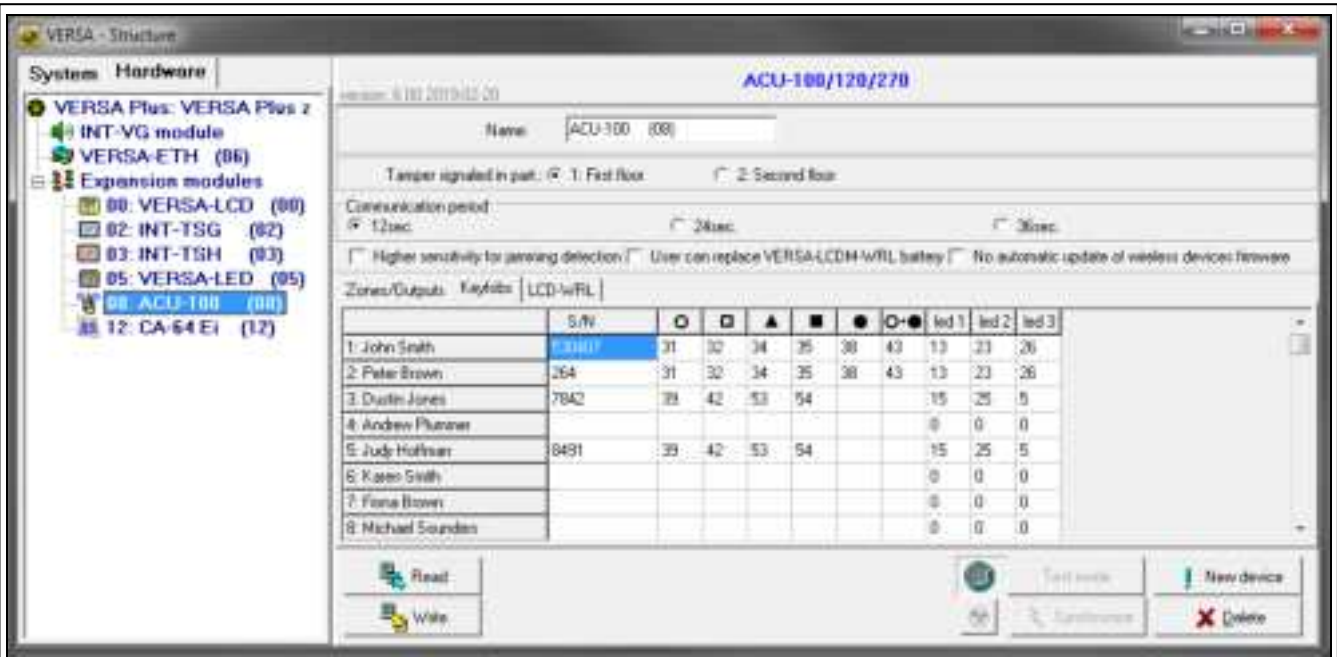 VERSA - Structure
System Hardware
VERSA Plus: VERSA Plus z
INT-VG module
VERSA-ETH (06)
Expansion modules
00: VERSA-LCD (00)
02: INT-TSG (02)
03: INT-TSH (03)
05: VERSA-LED (05)
08: ACU-100 (08)
12: CA-64 Ei (12)
version: 6.00 2019-02-20
ACU-100/120/270
Name: ACU-100 (08)
Tamper signaled in part.: 1: First floor 2: Second floor
Communication period
12sec. 24sec. 36sec.
Higher sensitivity for jamming detection User can replace VERSA-LCDM-WRL battery No automatic update of wireless devices firmware
Zones/Outputs Keyfobs LCD-WRL
S/N led 1 led 2 led 3
1: John Smith 31 32 34 35 38 43 13 23 26
2: Peter Brown 264 31 32 34 35 38 43 13 23 26
3: Dustin Jones 7842 39 42 53 54 15 25 5
4: Andrew Plummer 0 0 0
5: Judy Hoffman 8491 39 42 53 54 15 25 5
6: Karen Smith 0 0 0
7: Fiona Brown 0 0 0
8: Michael Sounders 0 0 0
Read Test mode New device
Write Synchronize Delete